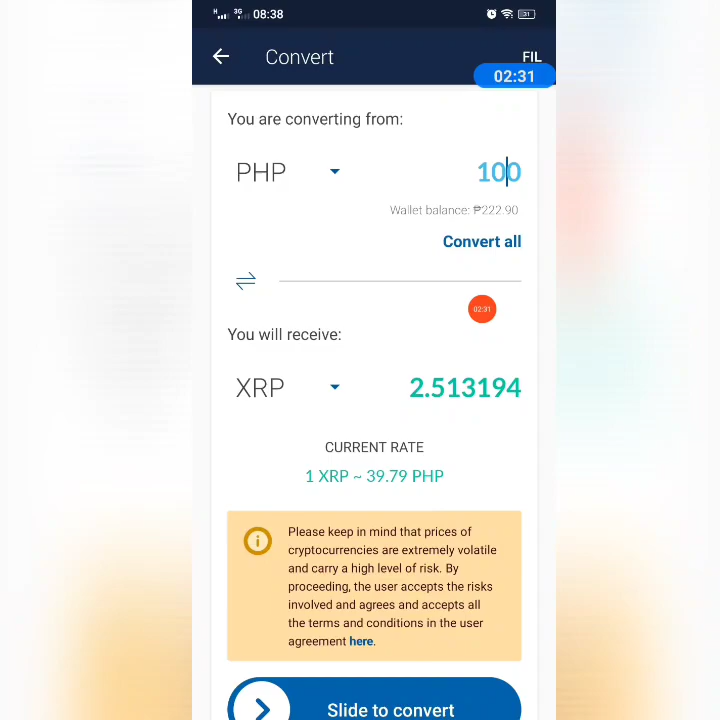 H 3G 08:38 31
Convert FIL
02:31
You are converting from:
PHP 100
Wallet balance: ₱222.90
Convert all
02:31
You will receive:
XRP 2.513194
CURRENT RATE
1 XRP ~ 39.79 PHP
Please keep in mind that prices of
cryptocurrencies are extremely volatile
and carry a high level of risk. By
proceeding, the user accepts the risks
involved and agrees and accepts all
the terms and conditions in the user
agreement here.
Slide to convert